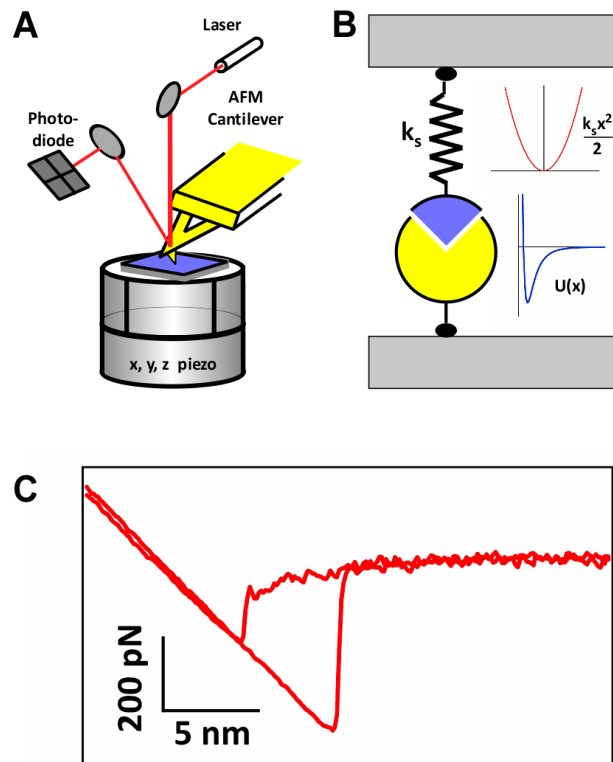 A
Laser
Photo-
diode
AFM
Cantilever
x, y, z piezo
B
kₛ
kₛx²
2
U(x)
C
200 pN
5 nm